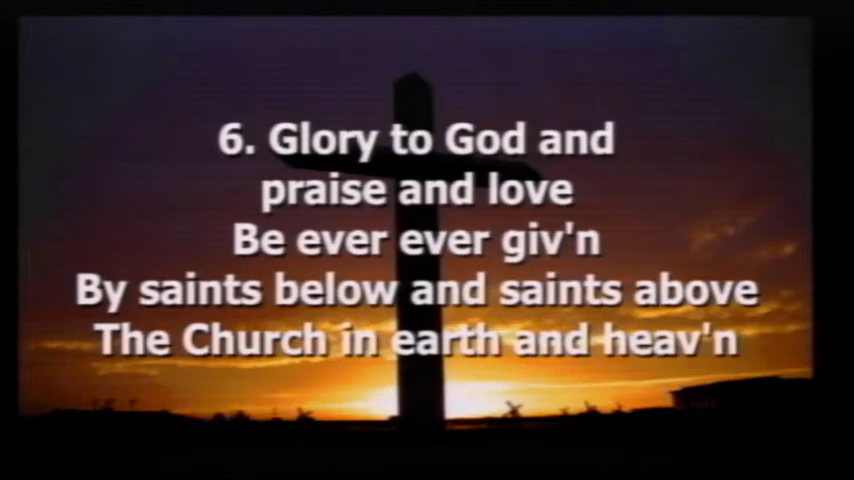 6. Glory to God and
praise and love
Be ever ever giv'n
By saints below and saints above
The Church in earth and heav'n